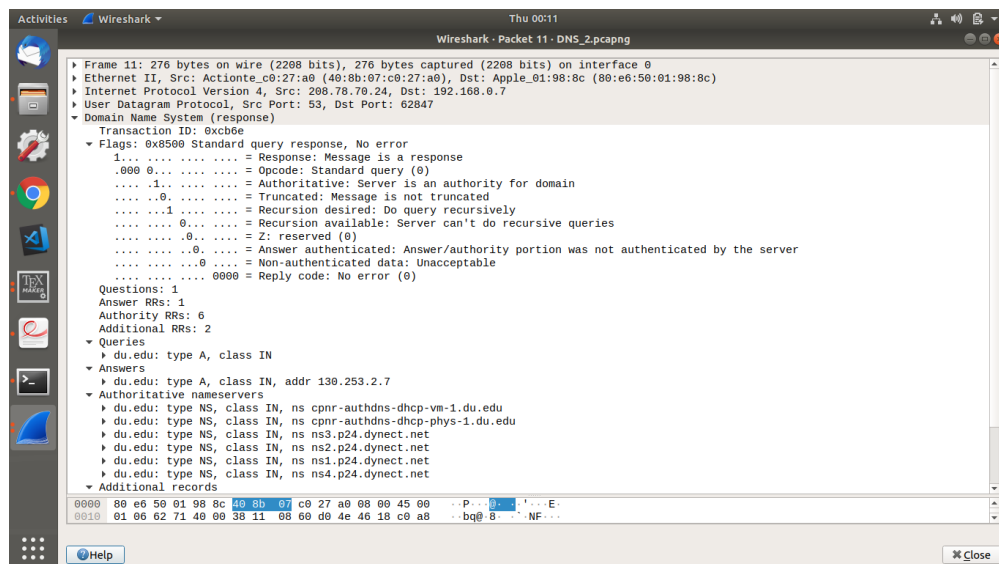 Activities Wireshark Thu 00:11
Wireshark · Packet 11 · DNS_2.pcapng
Frame 11: 276 bytes on wire (2208 bits), 276 bytes captured (2208 bits) on interface 0
Ethernet II, Src: Actionte_c0:27:a0 (40:8b:07:c0:27:a0), Dst: Apple_01:98:8c (80:e6:50:01:98:8c)
Internet Protocol Version 4, Src: 208.78.70.24, Dst: 192.168.0.7
User Datagram Protocol, Src Port: 53, Dst Port: 62847
Domain Name System (response)
Transaction ID: 0xcb6e
Flags: 0x8500 Standard query response, No error
1... .... .... .... = Response: Message is a response
.000 0... .... .... = Opcode: Standard query (0)
.... .1.. .... .... = Authoritative: Server is an authority for domain
.... ..0. .... .... = Truncated: Message is not truncated
.... ...1 .... .... = Recursion desired: Do query recursively
.... .... 0... .... = Recursion available: Server can't do recursive queries
.... .... .0.. .... = Z: reserved (0)
.... .... ..0. .... = Answer authenticated: Answer/authority portion was not authenticated by the server
.... .... ...0 .... = Non-authenticated data: Unacceptable
.... .... .... 0000 = Reply code: No error (0)
Questions: 1
Answer RRs: 1
Authority RRs: 6
Additional RRs: 2
Queries
du.edu: type A, class IN
Answers
du.edu: type A, class IN, addr 130.253.2.7
Authoritative nameservers
du.edu: type NS, class IN, ns cpnr-authdns-dhcp-vm-1.du.edu
du.edu: type NS, class IN, ns cpnr-authdns-dhcp-phys-1.du.edu
du.edu: type NS, class IN, ns ns3.p24.dynect.net
du.edu: type NS, class IN, ns ns2.p24.dynect.net
du.edu: type NS, class IN, ns ns1.p24.dynect.net
du.edu: type NS, class IN, ns ns4.p24.dynect.net
Additional records
0000 80 e6 50 01 98 8c 40 8b 07 c0 27 a0 08 00 45 00 ··P···@· ··'···E·
0010 01 06 62 71 40 00 38 11 08 60 d0 4e 46 18 c0 a8 ··bq@·8· ·`·NF···
TEX
MAKER
Help
Close